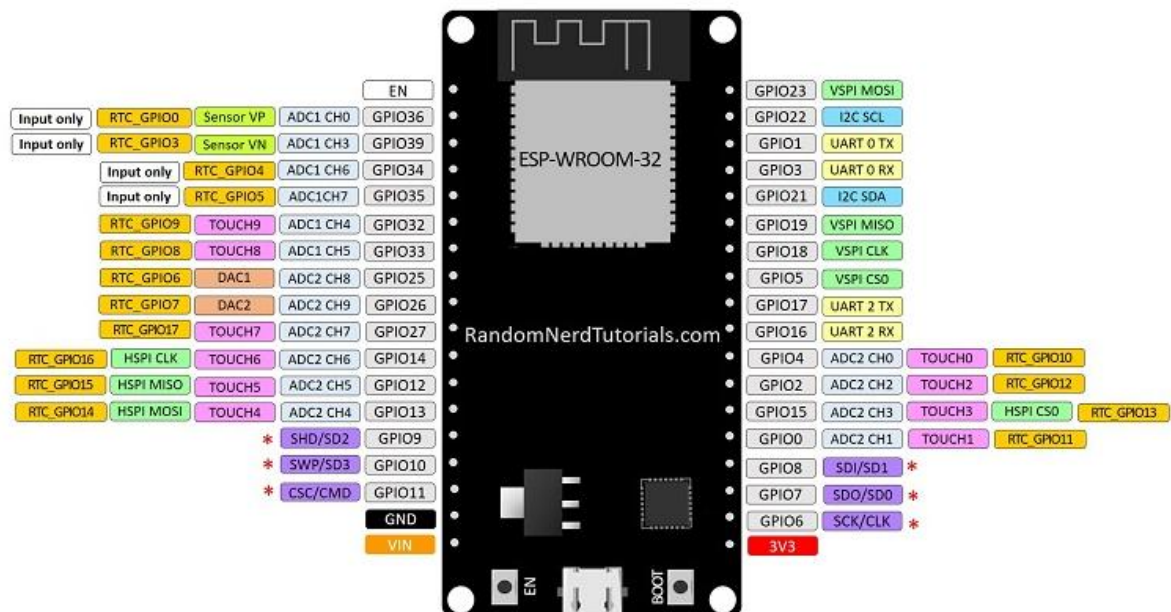 EN GPIO23 VSPI MOSI
Input only RTC_GPIO0 Sensor VP ADC1 CH0 GPIO36 GPIO22 I2C SCL
Input only RTC_GPIO3 Sensor VN ADC1 CH3 GPIO39 GPIO1 UART 0 TX
Input only RTC_GPIO4 ADC1 CH6 GPIO34 ESP-WROOM-32 GPIO3 UART 0 RX
Input only RTC_GPIO5 ADC1CH7 GPIO35 GPIO21 I2C SDA
RTC_GPIO9 TOUCH9 ADC1 CH4 GPIO32 GPIO19 VSPI MISO
RTC_GPIO8 TOUCH8 ADC1 CH5 GPIO33 GPIO18 VSPI CLK
RTC_GPIO6 DAC1 ADC2 CH8 GPIO25 GPIO5 VSPI CS0
RTC_GPIO7 DAC2 ADC2 CH9 GPIO26 GPIO17 UART 2 TX
RTC_GPIO17 TOUCH7 ADC2 CH7 GPIO27 RandomNerdTutorials.com GPIO16 UART 2 RX
RTC_GPIO16 HSPI CLK TOUCH6 ADC2 CH6 GPIO14 GPIO4 ADC2 CH0 TOUCH0 RTC_GPIO10
RTC_GPIO15 HSPI MISO TOUCH5 ADC2 CH5 GPIO12 GPIO2 ADC2 CH2 TOUCH2 RTC_GPIO12
RTC_GPIO14 HSPI MOSI TOUCH4 ADC2 CH4 GPIO13 GPIO15 ADC2 CH3 TOUCH3 HSPI CS0 RTC_GPIO13
* SHD/SD2 GPIO9 GPIO0 ADC2 CH1 TOUCH1 RTC_GPIO11
* SWP/SD3 GPIO10 GPIO8 SDI/SD1 *
* CSC/CMD GPIO11 GPIO7 SDO/SD0 *
GND GPIO6 SCK/CLK *
VIN 3V3
EN BOOT